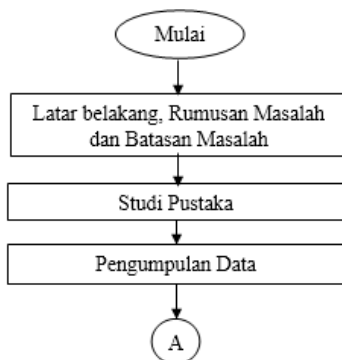 Mulai
Latar belakang, Rumusan Masalah
dan Batasan Masalah
Studi Pustaka
Pengumpulan Data
A